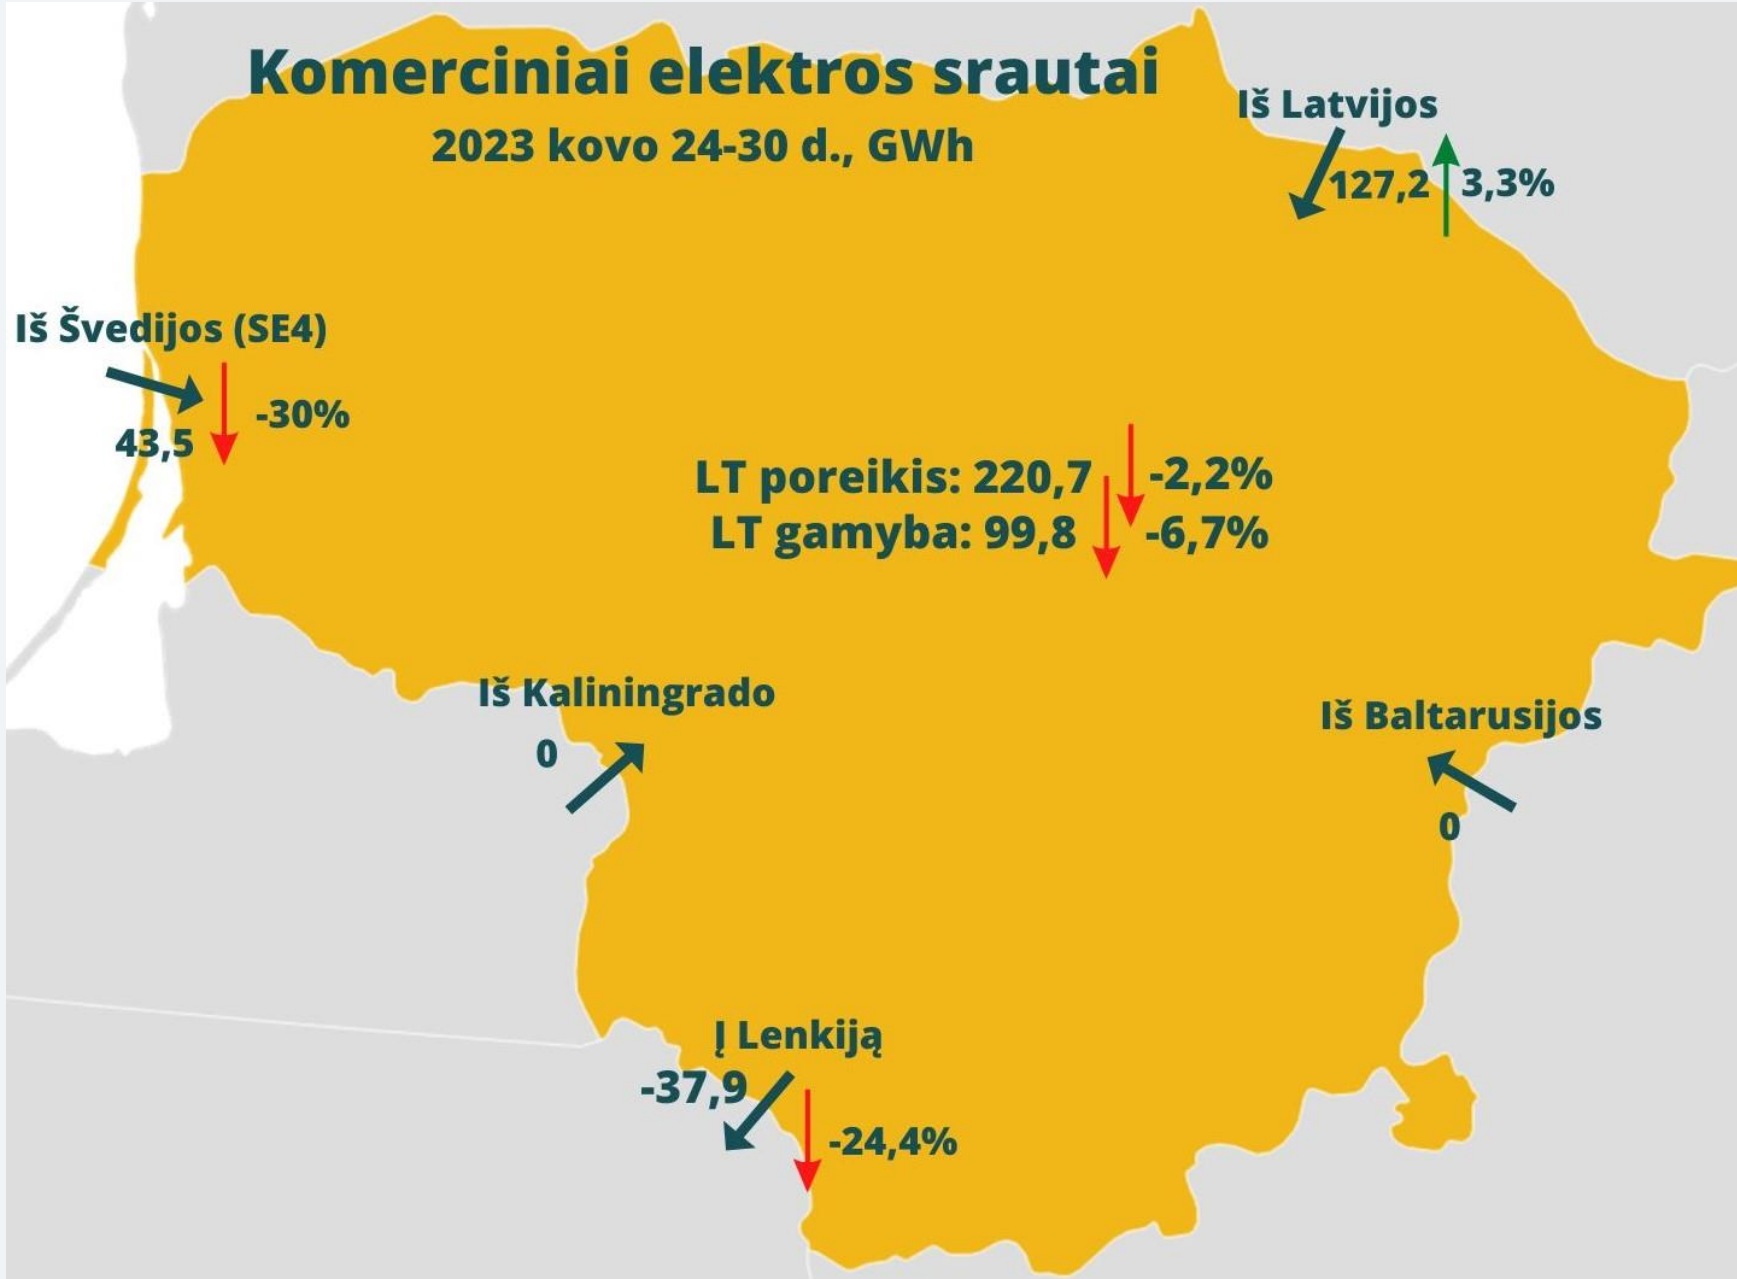 Komerciniai elektros srautai
2023 kovo 24-30 d., GWh
Iš Latvijos
127,2
3,3%
Iš Švedijos (SE4)
-30%
43,5
LT poreikis: 220,7
-2,2%
LT gamyba: 99,8
-6,7%
Iš Kaliningrado
0
Iš Baltarusijos
0
Į Lenkiją
-37,9
-24,4%